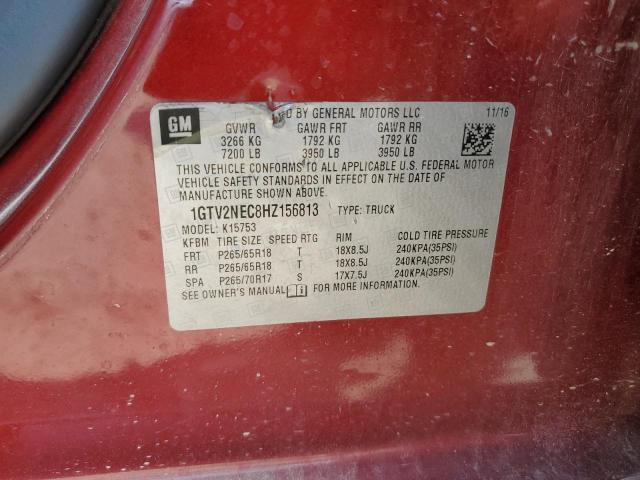 GM
BY GENERAL MOTORS LLC 11/16
GVWR GAWR FRT GAWR RR
3266 KG 1792 KG 1792 KG
7200 LB 3950 LB 3950 LB
THIS VEHICLE CONFORMS TO ALL APPLICABLE U.S. FEDERAL MOTOR
VEHICLE SAFETY STANDARDS IN EFFECT ON THE DATE OF
MANUFACTURE SHOWN ABOVE.
1GTV2NEC8HZ156813 TYPE: TRUCK
MODEL: K15753
KFBM TIRE SIZE SPEED RTG RIM COLD TIRE PRESSURE
FRT P265/65R18 T 18X8.5J 240KPA(35PSI)
RR P265/65R18 T 18X8.5J 240KPA(35PSI)
SPA P265/70R17 S 17X7.5J 240KPA(35PSI)
SEE OWNER'S MANUAL FOR MORE INFORMATION.